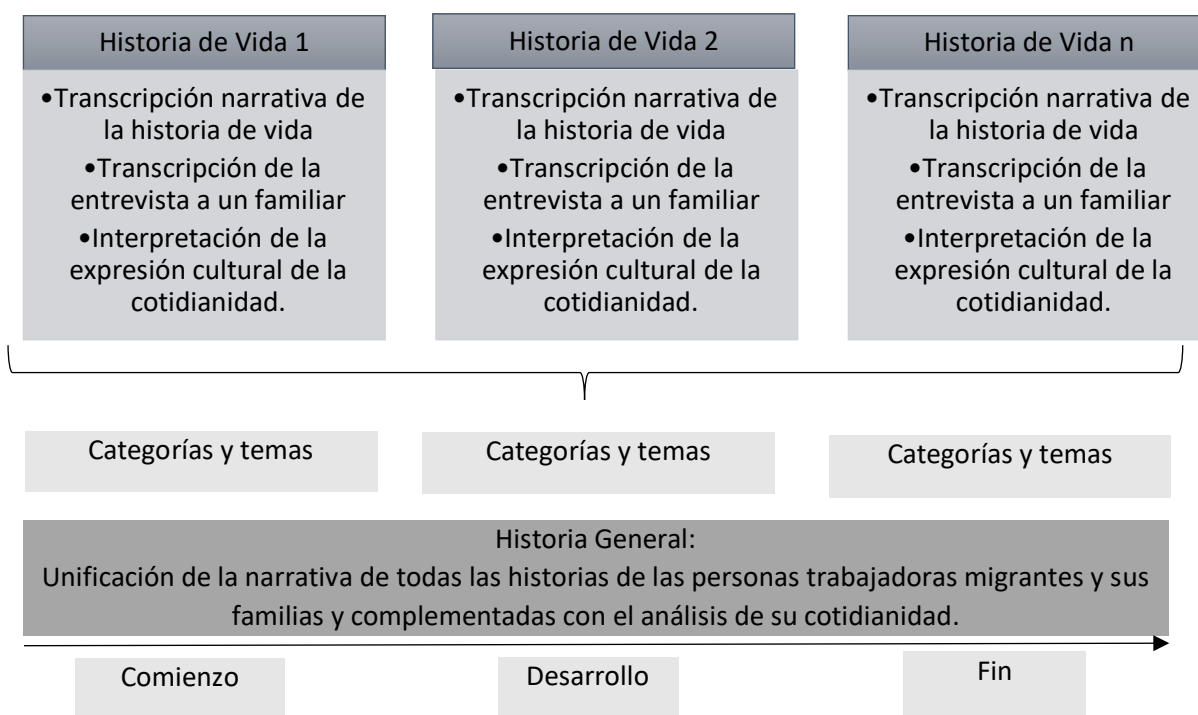 Historia de Vida 1
•Transcripción narrativa de
la historia de vida
•Transcripción de la
entrevista a un familiar
•Interpretación de la
expresión cultural de la
cotidianidad.
Historia de Vida 2
•Transcripción narrativa de
la historia de vida
•Transcripción de la
entrevista a un familiar
•Interpretación de la
expresión cultural de la
cotidianidad.
Historia de Vida n
•Transcripción narrativa de
la historia de vida
•Transcripción de la
entrevista a un familiar
•Interpretación de la
expresión cultural de la
cotidianidad.
Categorías y temas
Categorías y temas
Categorías y temas
Historia General:
Unificación de la narrativa de todas las historias de las personas trabajadoras migrantes y sus
familias y complementadas con el análisis de su cotidianidad.
Comienzo
Desarrollo
Fin